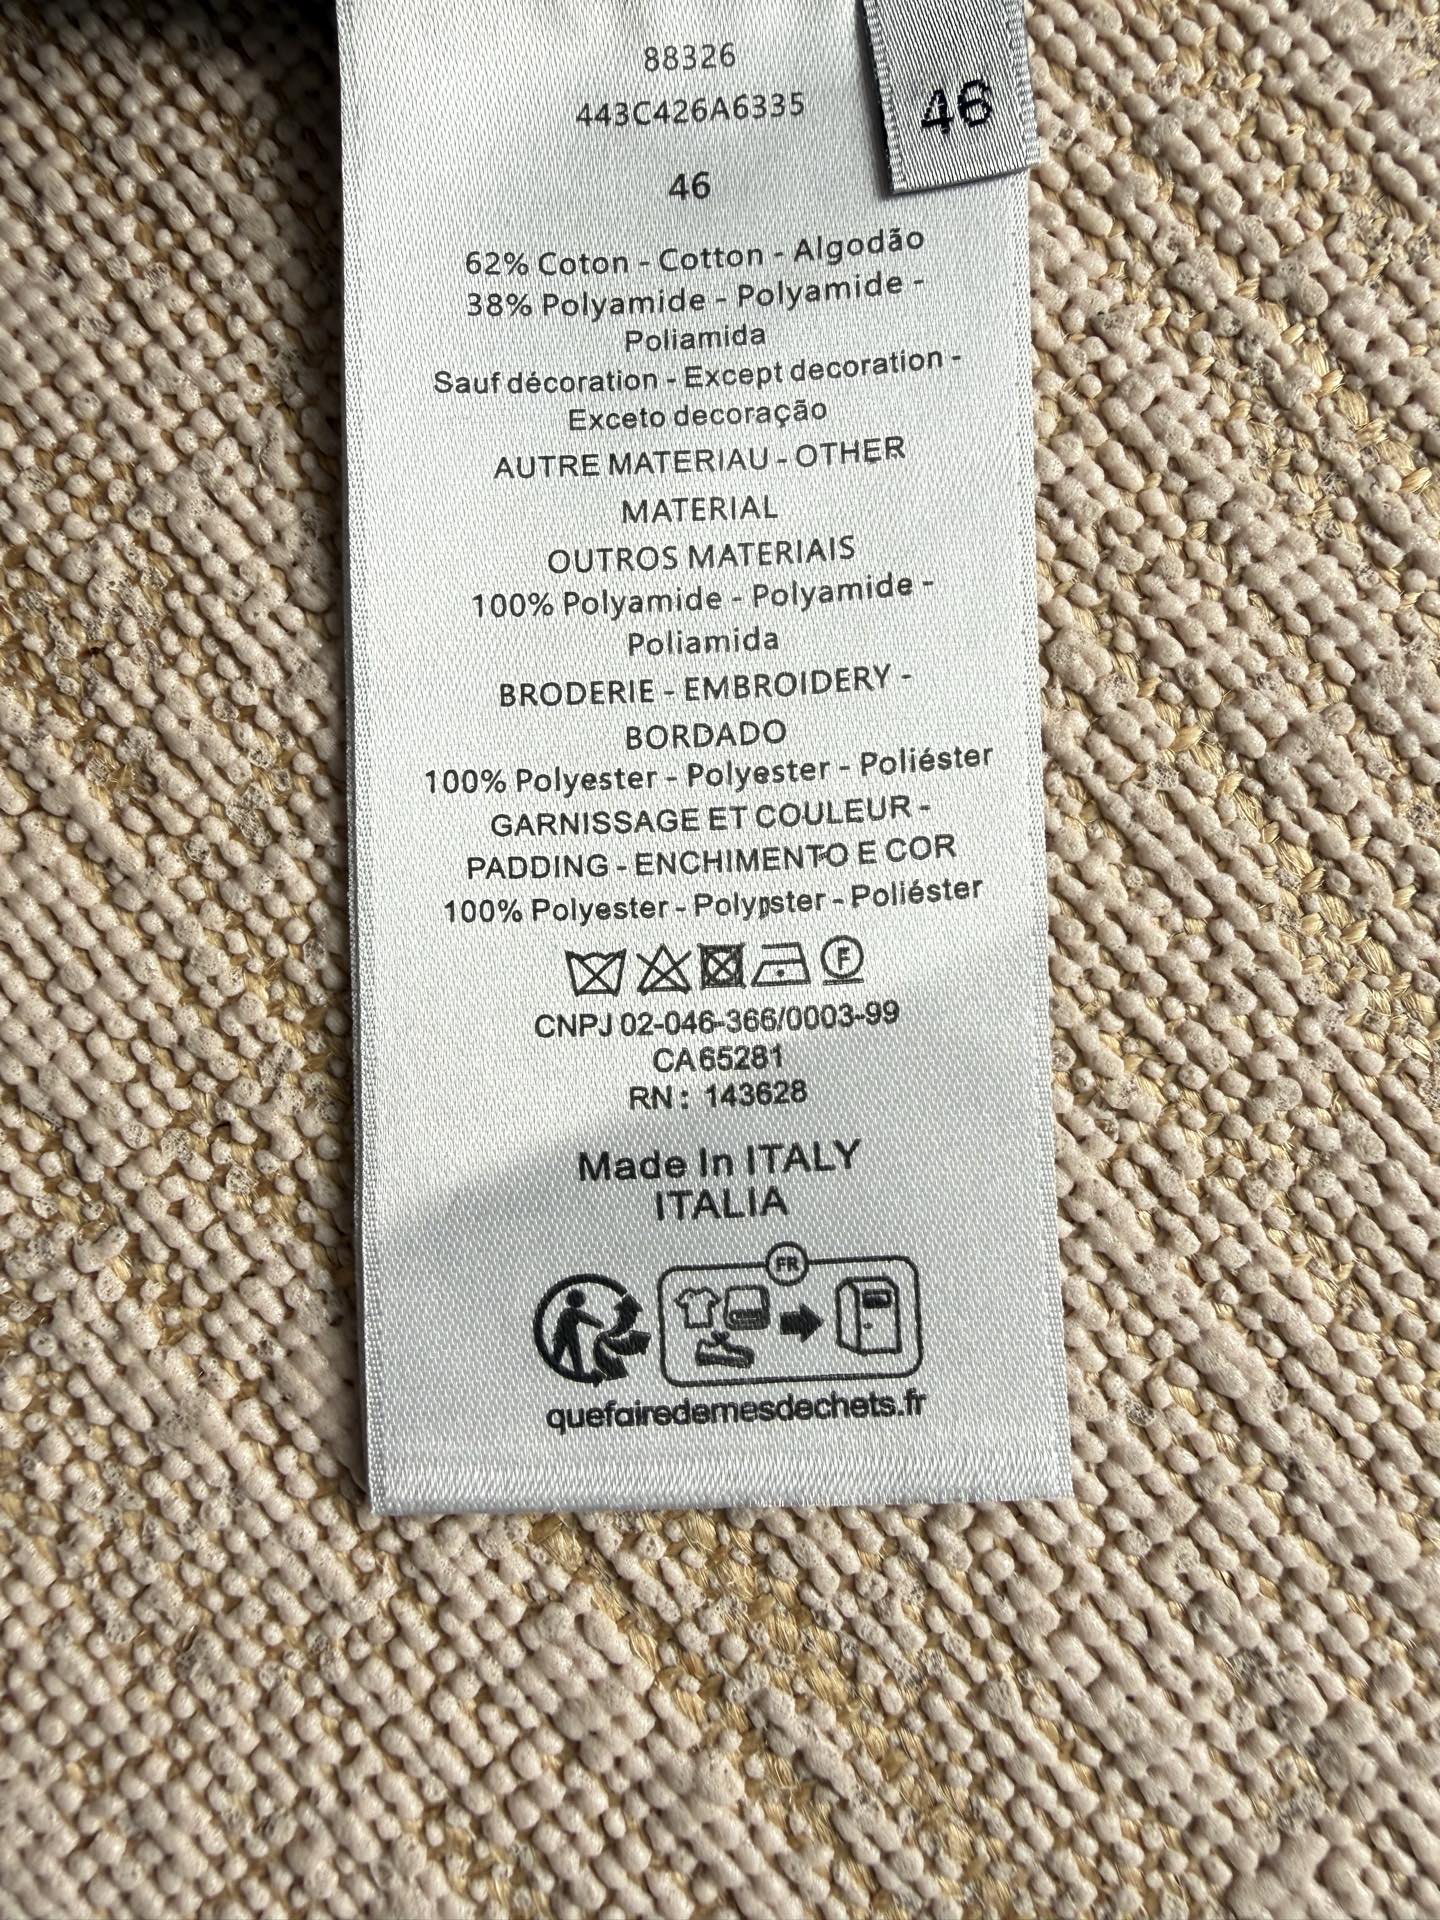 88326
443C426A6335
46
46
62% Coton - Cotton - Algodão
38% Polyamide - Polyamide -
Poliamida
Sauf décoration - Except decoration -
Exceto decoração
AUTRE MATERIAU - OTHER
MATERIAL
OUTROS MATERIAIS
100% Polyamide - Polyamide -
Poliamida
BRODERIE - EMBROIDERY -
BORDADO
100% Polyester - Polyester - Poliéster
GARNISSAGE ET COULEUR -
PADDING - ENCHIMENTO E COR
100% Polyester - Polypster - Poliéster
F
CNPJ 02-046-366/0003-99
CA65281
RN: 143628
Made In ITALY
ITALIA
FR
quefairedemesdechets.fr